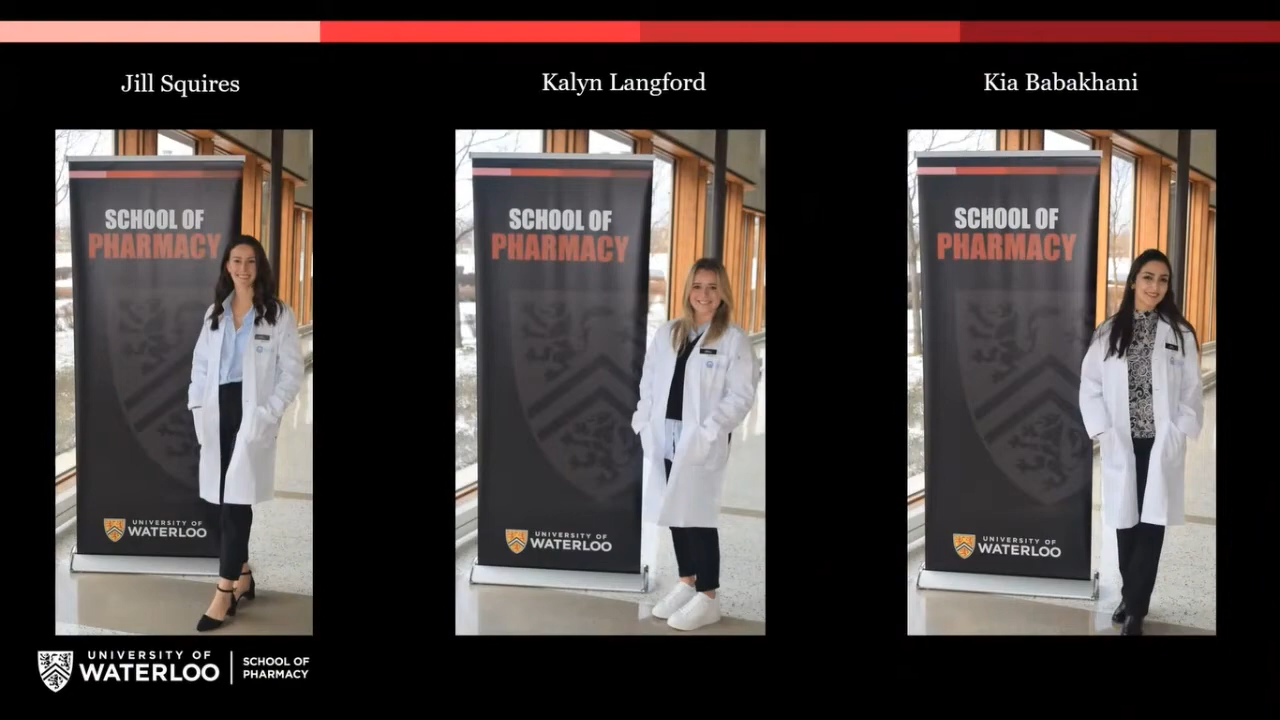 Jill Squires
Kalyn Langford
Kia Babakhani
SCHOOL OF
PHARMACY
UNIVERSITY OF
WATERLOO
SCHOOL OF
PHARMACY
UNIVERSITY OF
WATERLOO
SCHOOL OF
PHARMACY
UNIVERSITY OF
WATERLOO
UNIVERSITY OF
WATERLOO
SCHOOL OF
PHARMACY